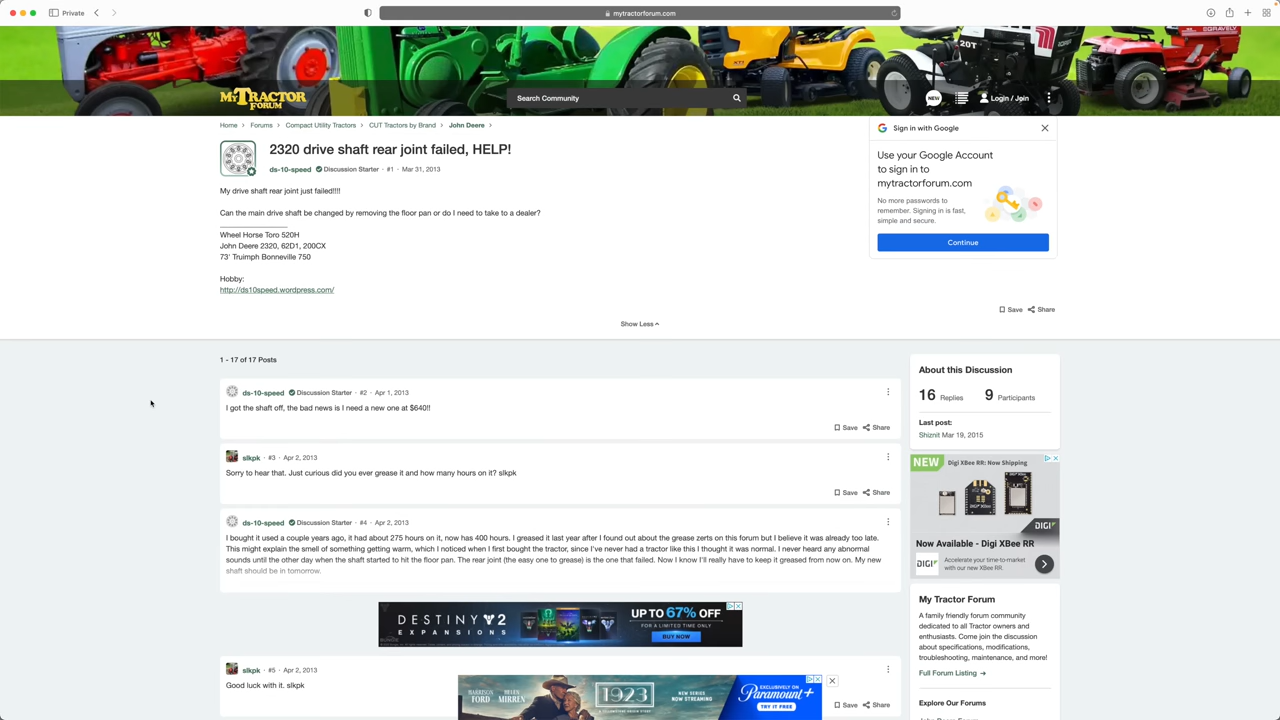 Private
mytractorforum.com
20T
GRAVELY
MYTRACTOR
FORUM
Search Community
NEW
Login / Join
Home > Forums > Compact Utility Tractors > CUT Tractors by Brand > John Deere >
2320 drive shaft rear joint failed, HELP!
ds-10-speed Discussion Starter · #1 · Mar 31, 2013
My drive shaft rear joint just failed!!!!
Can the main drive shaft be changed by removing the floor pan or do I need to take to a dealer?
Wheel Horse Toro 520H
John Deere 2320, 62D1, 200CX
73' Truimph Bonneville 750
Hobby:
http://ds10speed.wordpress.com/
Save Share
Show Less
Sign in with Google
Use your Google Account
to sign in to
mytractorforum.com
No more passwords to
remember. Signing in is fast,
simple and secure.
Continue
1 - 17 of 17 Posts
ds-10-speed Discussion Starter · #2 · Apr 1, 2013
I got the shaft off, the bad news is I need a new one at $640!!
Save Share
slkpk · #3 · Apr 2, 2013
Sorry to hear that. Just curious did you ever grease it and how many hours on it? slkpk
Save Share
ds-10-speed Discussion Starter · #4 · Apr 2, 2013
I bought it used a couple years ago, it had about 275 hours on it, now has 400 hours. I greased it last year after I found out about the grease zerts on this forum but I believe it was already too late.
This might explain the smell of something getting warm, which I noticed when I first bought the tractor, since I've never had a tractor like this I thought it was normal. I never heard any abnormal
sounds until the other day when the shaft started to hit the floor pan. The rear joint (the easy one to grease) is the one that failed. Now I know I'll really have to keep it greased from now on. My new
shaft should be in tomorrow.
DESTINY 2
EXPANSIONS
UP TO 67% OFF
FOR A LIMITED TIME ONLY
BUY NOW
slkpk · #5 · Apr 2, 2013
Good luck with it. slkpk
Save Share
HARRISON
FORD
HELEN
MIRREN
1923
NEW SERIES
NOW STREAMING
EXCLUSIVELY ON
Paramount+
TRY IT FREE
About this Discussion
16 Replies 9 Participants
Last post:
Shiznit Mar 19, 2015
NEW
Digi XBee RR: Now Shipping
DIGI
Now Available - Digi XBee RR
DIGI
Accelerate your time-to-market
with our new XBee RR.
My Tractor Forum
A family friendly forum community
dedicated to all Tractor owners and
enthusiasts. Come join the discussion
about specifications, modifications,
troubleshooting, maintenance, and more!
Full Forum Listing →
Explore Our Forums